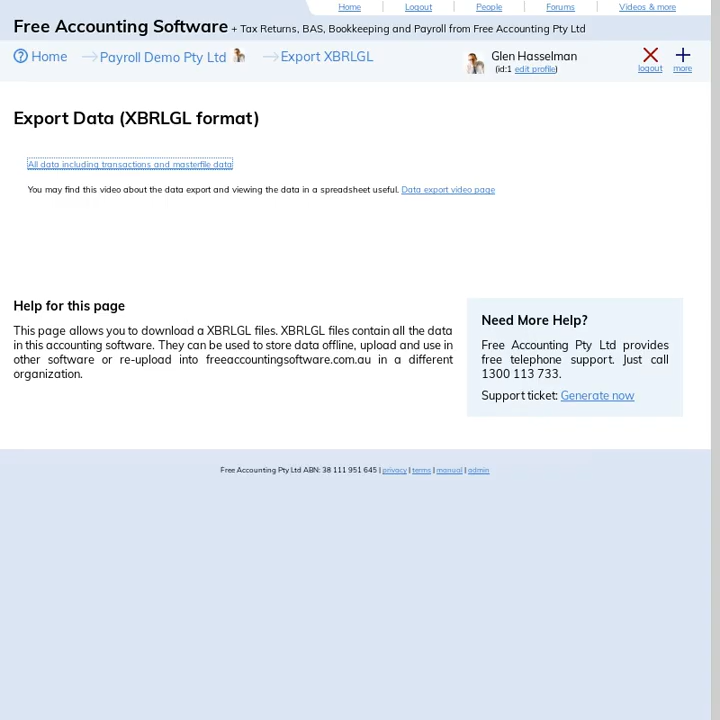 Home Logout People Forums Videos & more
Free Accounting Software + Tax Returns, BAS, Bookkeeping and Payroll from Free Accounting Pty Ltd
Home Payroll Demo Pty Ltd Export XBRLGL
Glen Hasselman
(id:1 edit profile)
logout more
Export Data (XBRLGL format)
All data including transactions and masterfile data
You may find this video about the data export and viewing the data in a spreadsheet useful. Data export video page
Help for this page
This page allows you to download a XBRLGL files. XBRLGL files contain all the data
in this accounting software. They can be used to store data offline, upload and use in
other software or re-upload into freeaccountingsoftware.com.au in a different
organization.
Need More Help?
Free Accounting Pty Ltd provides
free telephone support. Just call
1300 113 733.
Support ticket: Generate now
Free Accounting Pty Ltd ABN: 38 111 951 645 | privacy | terms | manual | admin